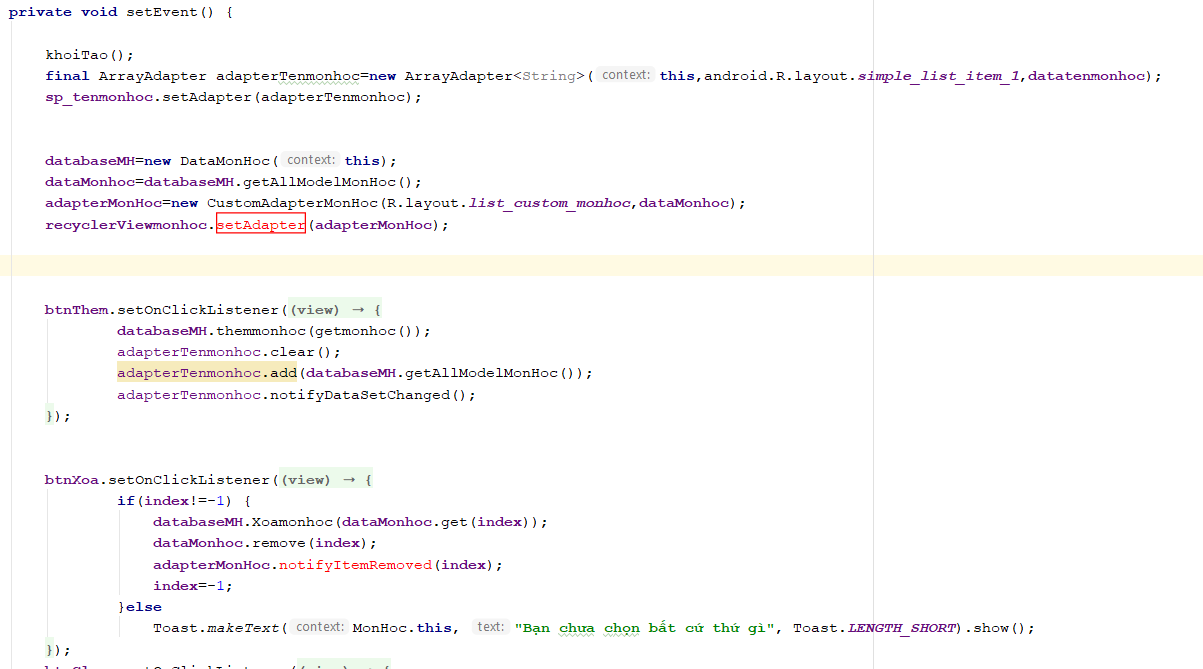 private void setEvent() {
khoiTao();
final ArrayAdapter adapterTenmonhoc=new ArrayAdapter<String>( context: this,android.R.layout.simple_list_item_1,datatenmonhoc);
sp_tenmonhoc.setAdapter(adapterTenmonhoc);
databaseMH=new DataMonHoc( context: this);
dataMonhoc=databaseMH.getAllModelMonHoc();
adapterMonHoc=new CustomAdapterMonHoc(R.layout.list_custom_monhoc,dataMonhoc);
recyclerViewmonhoc.setAdapter(adapterMonHoc);
btnThem.setOnClickListener((view) → {
databaseMH.themmonhoc(getmonhoc());
adapterTenmonhoc.clear();
adapterTenmonhoc.add(databaseMH.getAllModelMonHoc());
adapterTenmonhoc.notifyDataSetChanged();
});
btnXoa.setOnClickListener((view) → {
if(index!=-1) {
databaseMH.Xoamonhoc(dataMonhoc.get(index));
dataMonhoc.remove(index);
adapterMonHoc.notifyItemRemoved(index);
index=-1;
}else
Toast.makeText( context: MonHoc.this, text: "Bạn chưa chọn bất cứ thứ gì", Toast.LENGTH_SHORT).show();
});